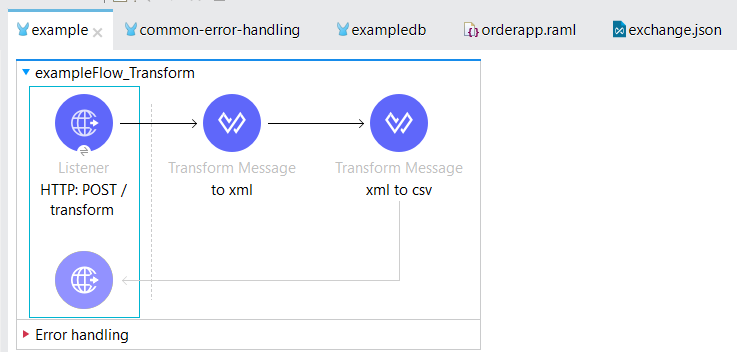 example
common-error-handling
exampledb
orderapp.raml
exchange.json
exampleFlow_Transform
Listener
HTTP: POST /
transform
Transform Message
to xml
Transform Message
xml to csv
Error handling